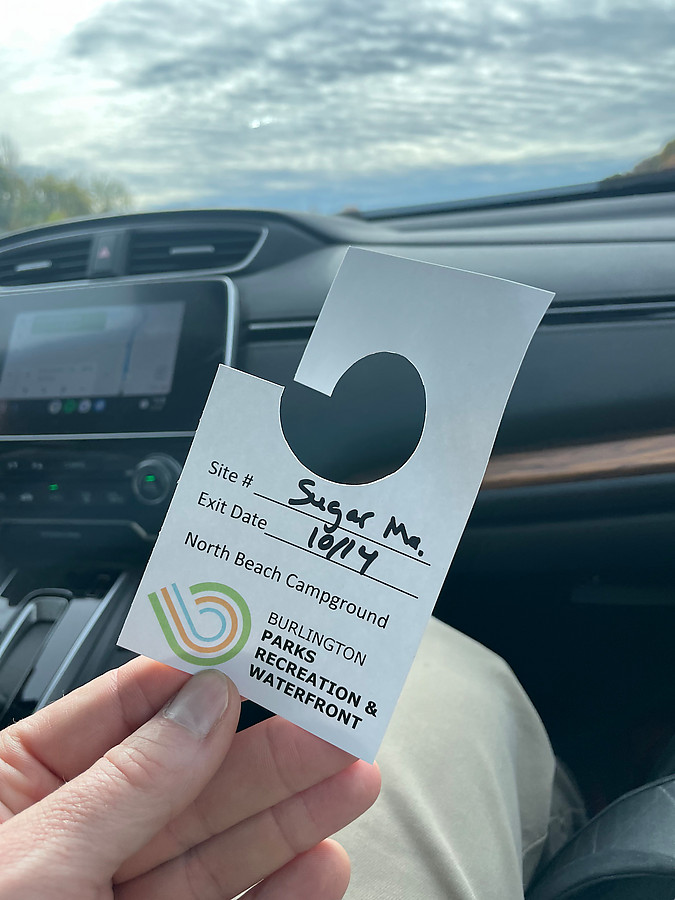 Site # Sugar Ma.
Exit Date 10/14
North Beach Campground
BURLINGTON
PARKS
RECREATION &
WATERFRONT